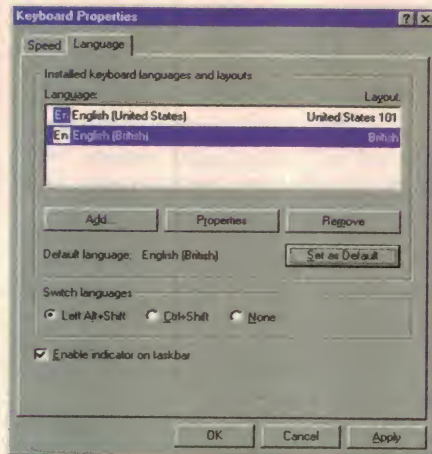 Keyboard Properties
Speed Language
Installed keyboard languages and layouts
Language: Layout:
En English (United States) United States 101
En English (British) British
Add... Properties Remove
Default language: English (British) Set as Default
Switch languages
Left Alt+Shift Ctrl+Shift None
Enable indicator on taskbar
OK Cancel Apply